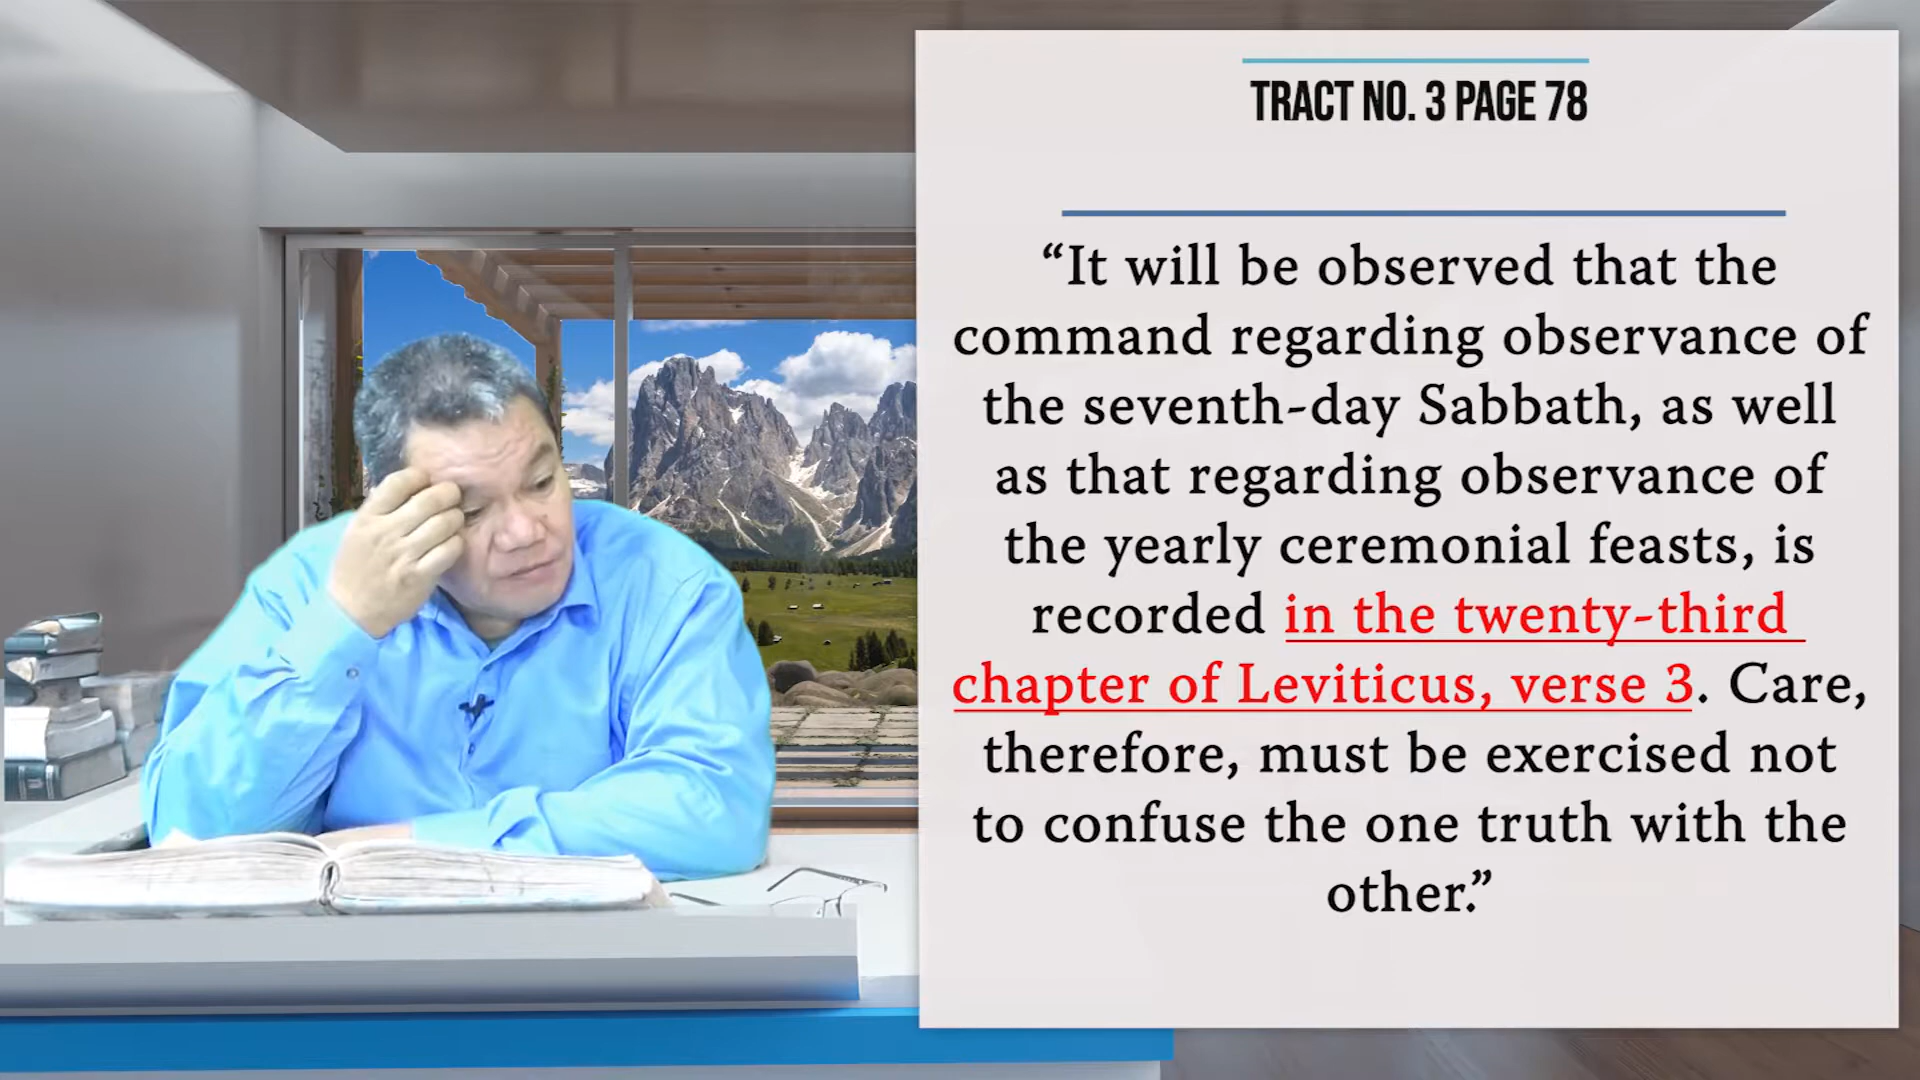 TRACT NO. 3 PAGE 78
“It will be observed that the
command regarding observance of
the seventh-day Sabbath, as well
as that regarding observance of
the yearly ceremonial feasts, is
recorded in the twenty-third
chapter of Leviticus, verse 3. Care,
therefore, must be exercised not
to confuse the one truth with the
other.”